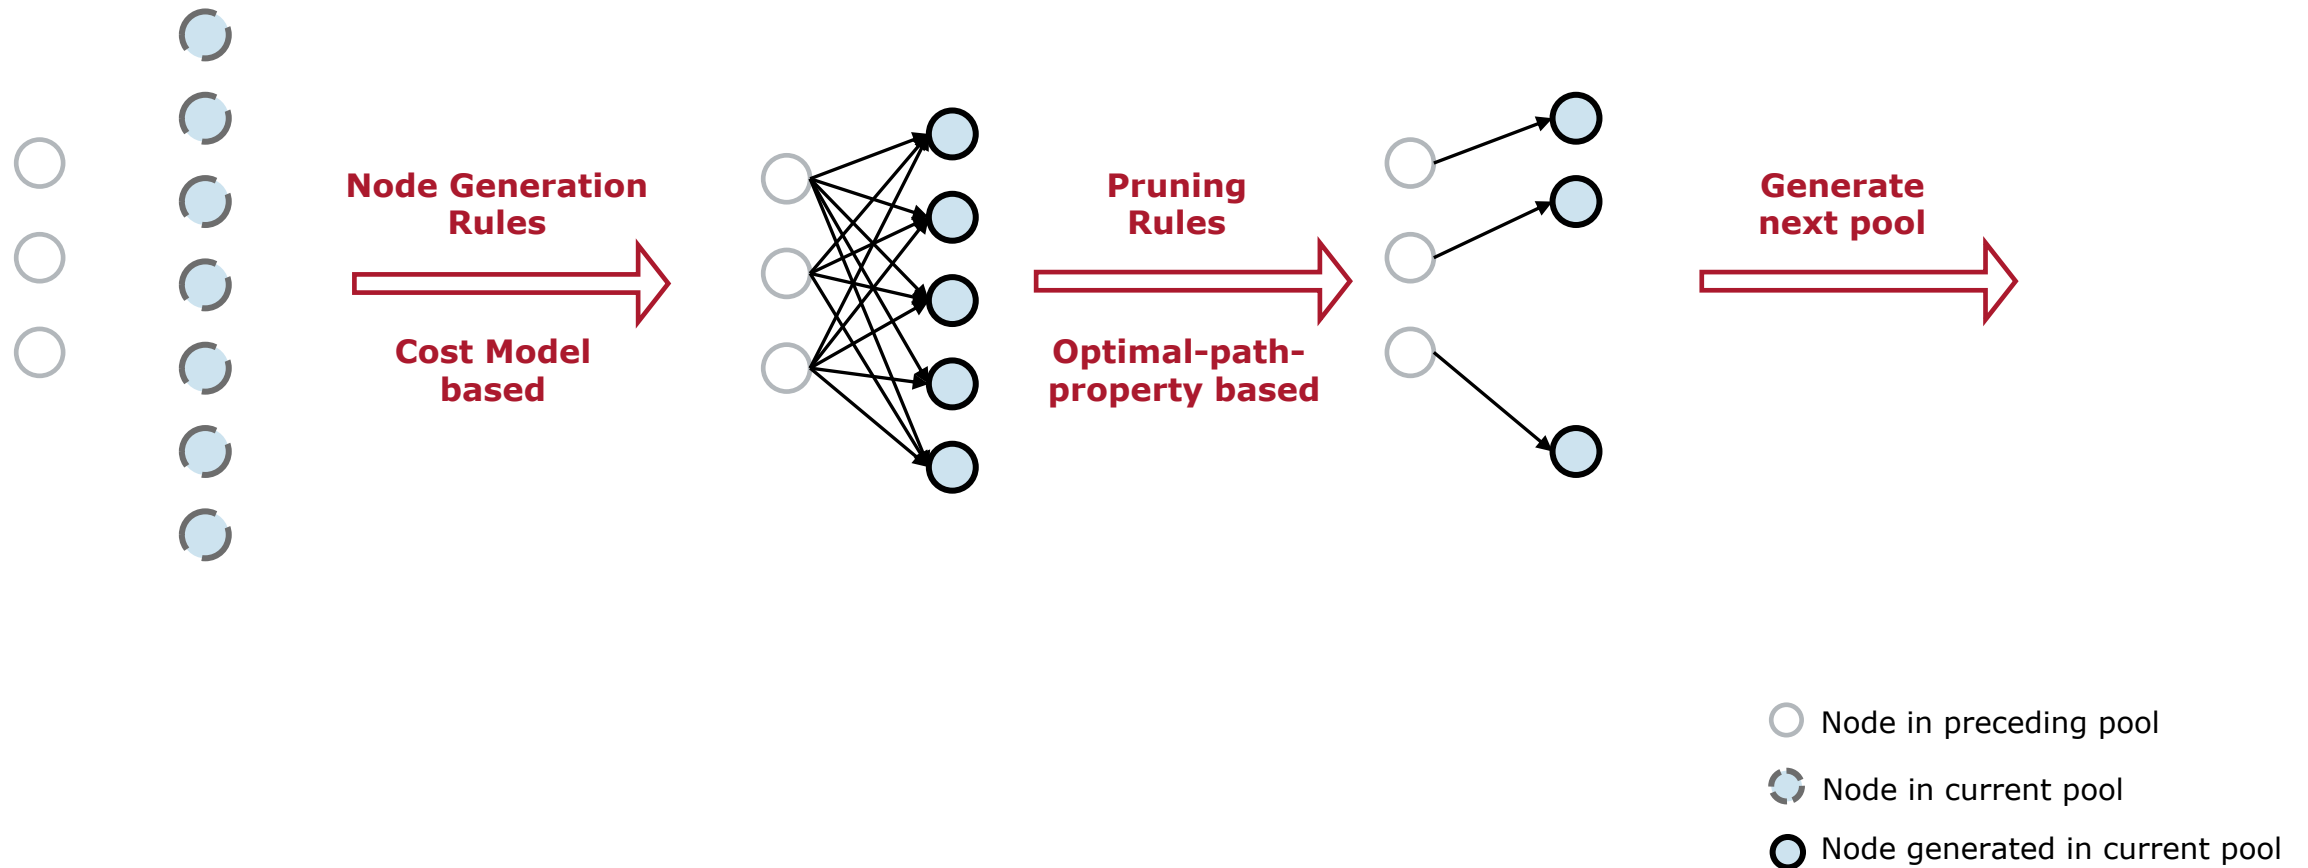 Node Generation
Rules
Cost Model
based
Pruning
Rules
Optimal-path-
property based
Generate
next pool
Node in preceding pool
Node in current pool
Node generated in current pool